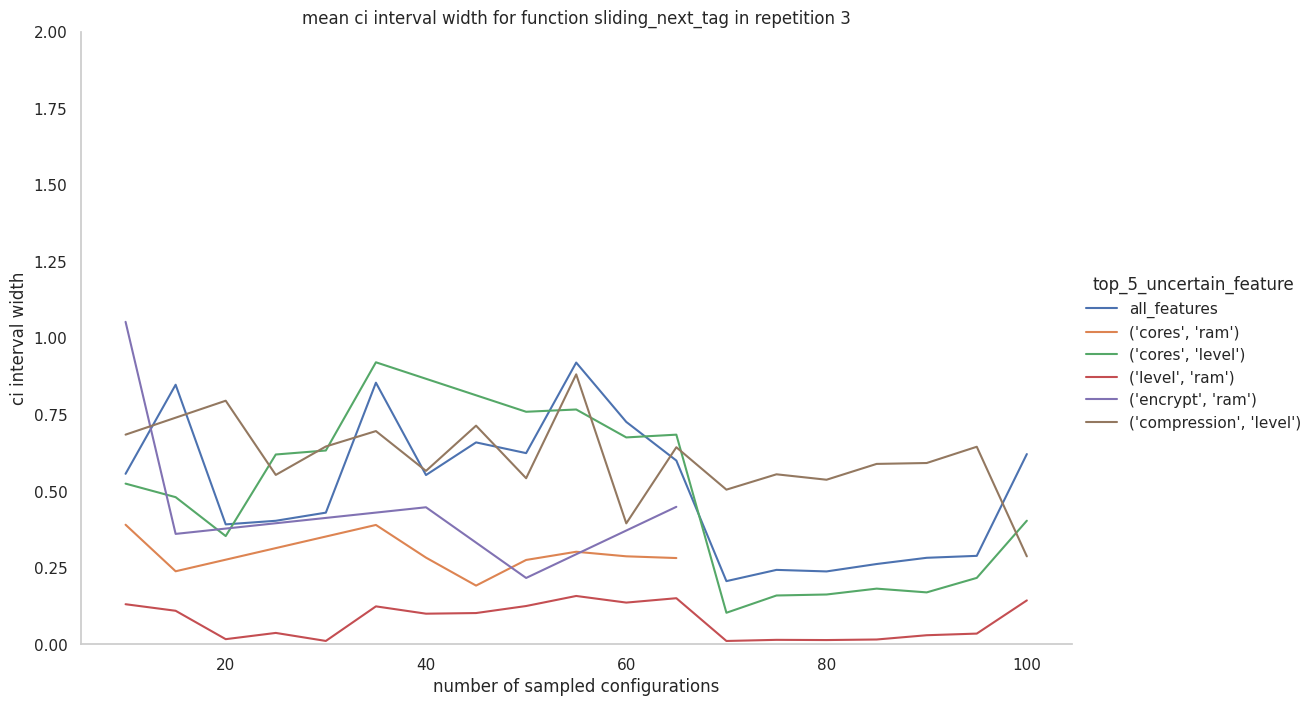 mean ci interval width for function sliding_next_tag in repetition 3
2.00
1.75
1.50
1.25
1.00
0.75
0.50
0.25
0.00
ci interval width
20
40
60
80
100
number of sampled configurations
top_5_uncertain_feature
all_features
('cores', 'ram')
('cores', 'level')
('level', 'ram')
('encrypt', 'ram')
('compression', 'level')